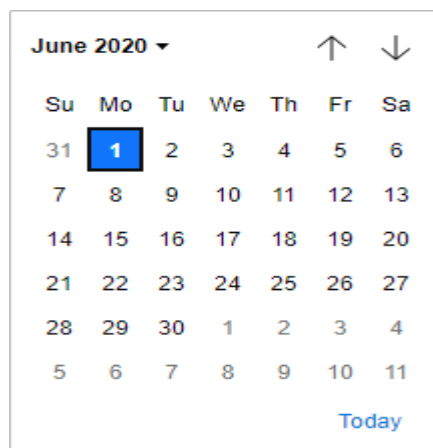 June 2020
Su Mo Tu We Th Fr Sa
31 1 2 3 4 5 6
7 8 9 10 11 12 13
14 15 16 17 18 19 20
21 22 23 24 25 26 27
28 29 30 1 2 3 4
5 6 7 8 9 10 11
Today